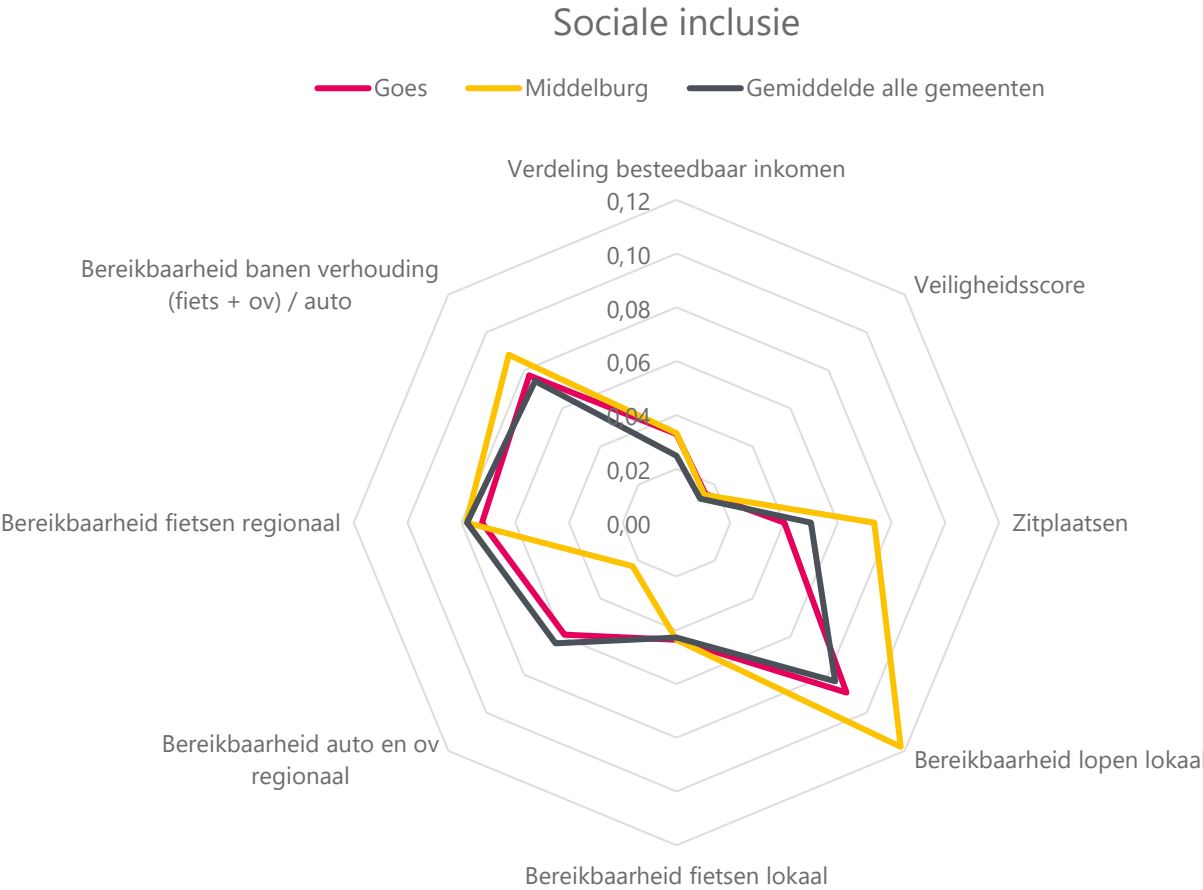 Sociale inclusie
Goes
Middelburg
Gemiddelde alle gemeenten
Verdeling besteedbaar inkomen
0,12
0,10
0,08
0,06
0,04
0,02
0,00
Veiligheidsscore
Zitplaatsen
Bereikbaarheid lopen lokaal
Bereikbaarheid fietsen lokaal
Bereikbaarheid auto en ov
regionaal
Bereikbaarheid fietsen regionaal
Bereikbaarheid banen verhouding
(fiets + ov) / auto